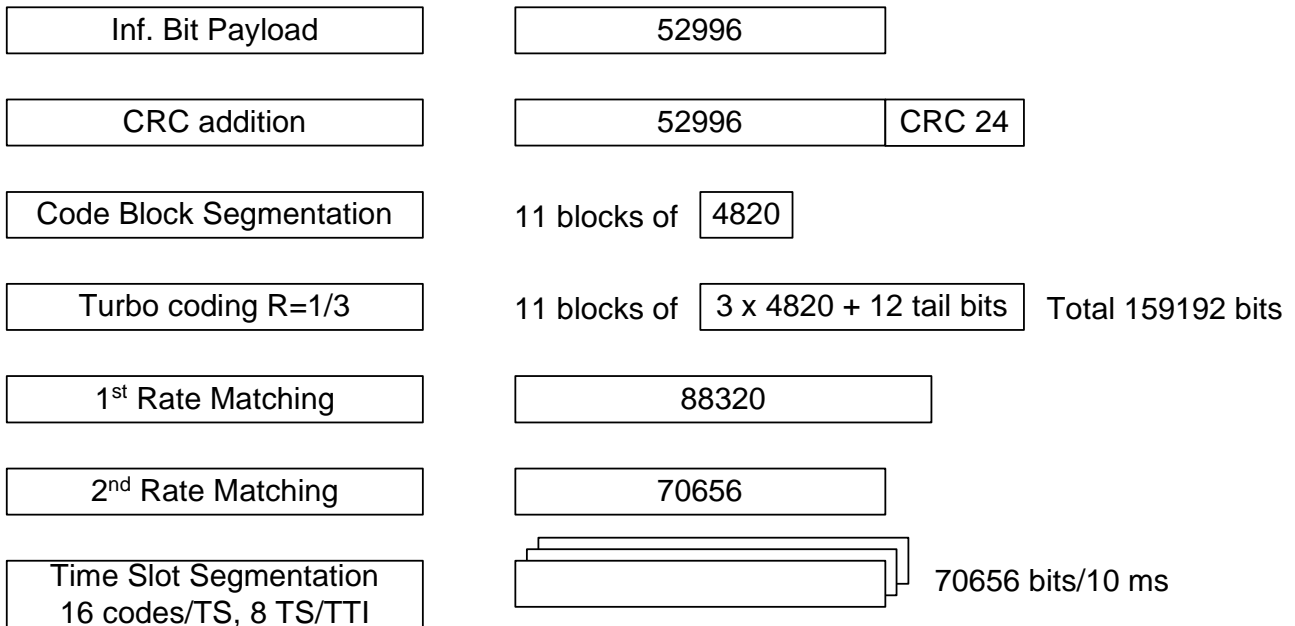 Inf. Bit Payload 52996
CRC addition 52996 CRC 24
Code Block Segmentation 11 blocks of 4820
Turbo coding R=1/3 11 blocks of 3 x 4820 + 12 tail bits Total 159192 bits
1st Rate Matching 88320
2nd Rate Matching 70656
Time Slot Segmentation
16 codes/TS, 8 TS/TTI
70656 bits/10 ms